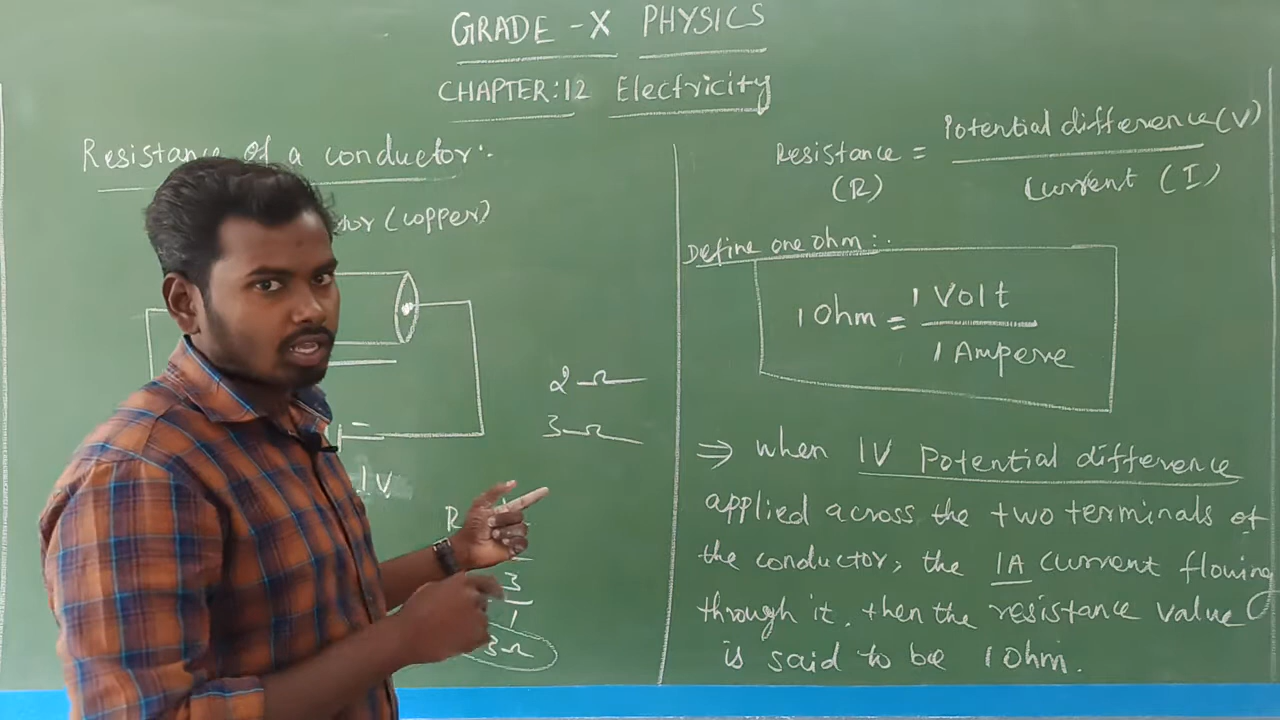 GRADE - X PHYSICS
CHAPTER: 12 Electricity
Resistance of a conductor:
(copper)
1V
2 Ω
3 Ω
R
3
1
3 Ω
Resistance (R) = Potential difference (V)
Current (I)
Define one ohm:
1 Ohm = 1 Volt
1 Ampere
⇒ when 1V Potential difference
applied across the two terminals of
the conductor, the 1A current flowing
through it, then the resistance value
is said to be 1 Ohm.